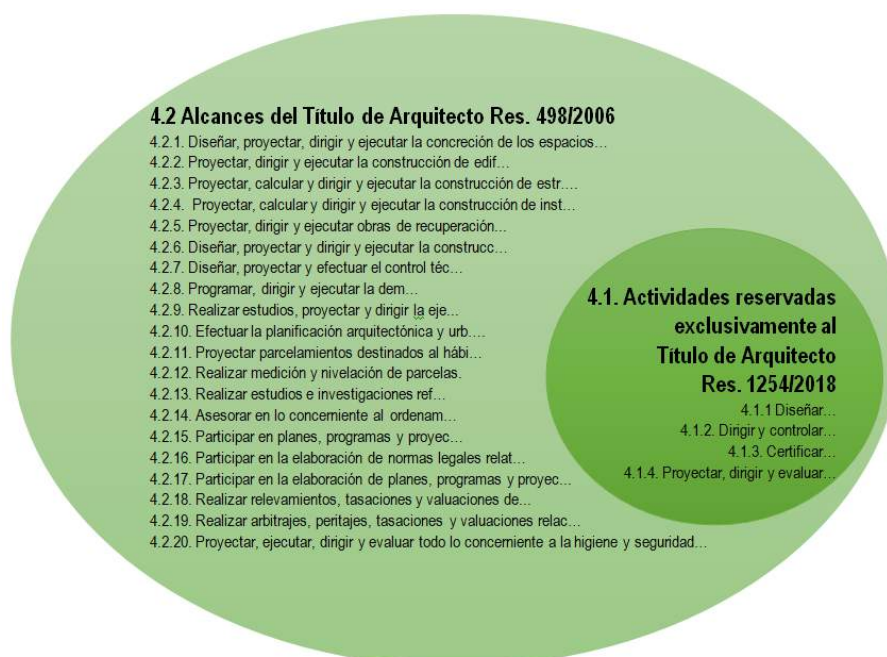 4.2 Alcances del Título de Arquitecto Res. 498/2006
4.2.1. Diseñar, proyectar, dirigir y ejecutar la concreción de los espacios…
4.2.2. Proyectar, dirigir y ejecutar la construcción de edif…
4.2.3. Proyectar, calcular y dirigir y ejecutar la construcción de estr….
4.2.4. Proyectar, calcular y dirigir y ejecutar la construcción de inst…
4.2.5. Proyectar, dirigir y ejecutar obras de recuperación…
4.2.6. Diseñar, proyectar y dirigir y ejecutar la construcc…
4.2.7. Diseñar, proyectar y efectuar el control téc…
4.2.8. Programar, dirigir y ejecutar la dem…
4.2.9. Realizar estudios, proyectar y dirigir la eje…
4.2.10. Efectuar la planificación arquitectónica y urb….
4.2.11. Proyectar parcelamientos destinados al hábi…
4.2.12. Realizar medición y nivelación de parcelas.
4.2.13. Realizar estudios e investigaciones ref…
4.2.14. Asesorar en lo concerniente al ordenam…
4.2.15. Participar en planes, programas y proyec…
4.2.16. Participar en la elaboración de normas legales relat…
4.2.17. Participar en la elaboración de planes, programas y proyec…
4.2.18. Realizar relevamientos, tasaciones y valuaciones de…
4.2.19. Realizar arbitrajes, peritajes, tasaciones y valuaciones relac…
4.2.20. Proyectar, ejecutar, dirigir y evaluar todo lo concerniente a la higiene y seguridad…
4.1. Actividades reservadas
exclusivamente al
Título de Arquitecto
Res. 1254/2018
4.1.1 Diseñar…
4.1.2. Dirigir y controlar…
4.1.3. Certificar…
4.1.4. Proyectar, dirigir y evaluar…